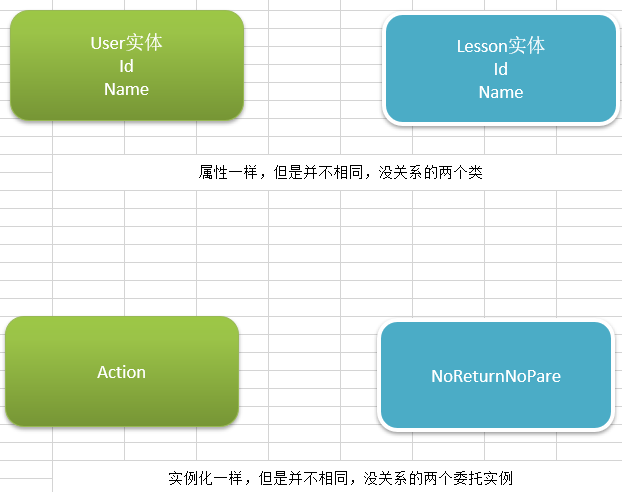 User实体
Id
Name
Lesson实体
Id
Name
属性一样，但是并不相同，没关系的两个类
Action
NoReturnNoPare
实例化一样，但是并不相同，没关系的两个委托实例